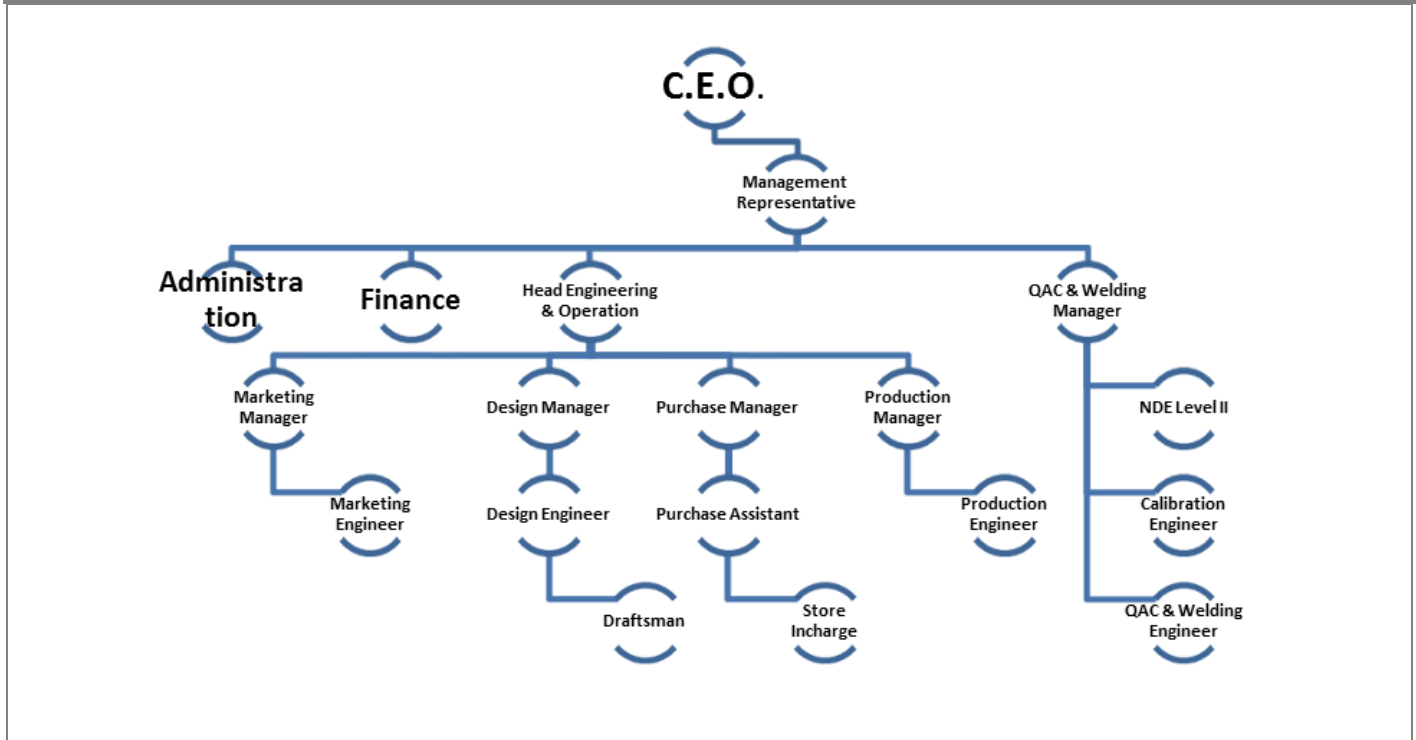 C.E.O.
Management
Representative
Administra
tion
Finance
Head Engineering
& Operation
QAC & Welding
Manager
Marketing
Manager
Design Manager
Purchase Manager
Production
Manager
NDE Level II
Marketing
Engineer
Design Engineer
Purchase Assistant
Production
Engineer
Calibration
Engineer
Draftsman
Store
Incharge
QAC & Welding
Engineer